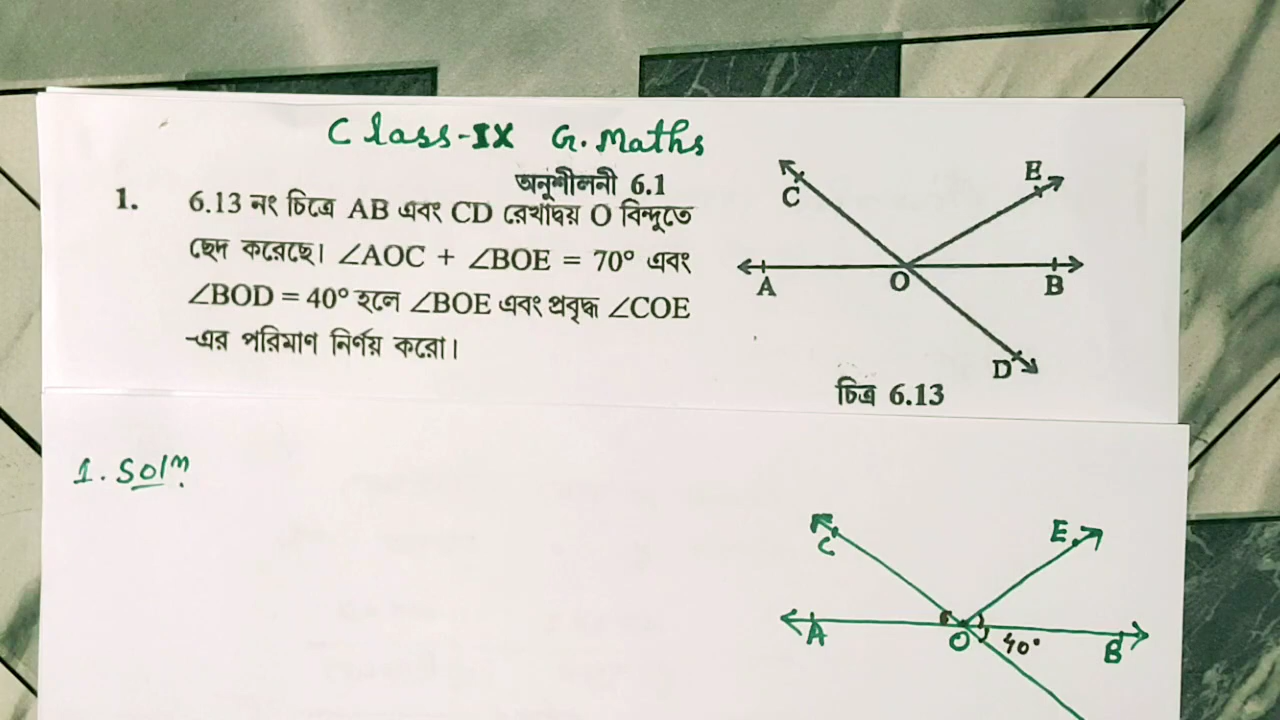 Class-IX G. Maths
অনুশীলনী 6.1
1. 6.13 নং চিত্রে AB এবং CD রেখাদ্বয় O বিন্দুতে
ছেদ করেছে। ∠AOC + ∠BOE = 70° এবং
∠BOD = 40° হলে ∠BOE এবং প্রবৃদ্ধ ∠COE
-এর পরিমাণ নির্ণয় করো।
C
E
A
O
B
D
চিত্র 6.13
1. Solⁿ.
C
E
A
O
40°
B